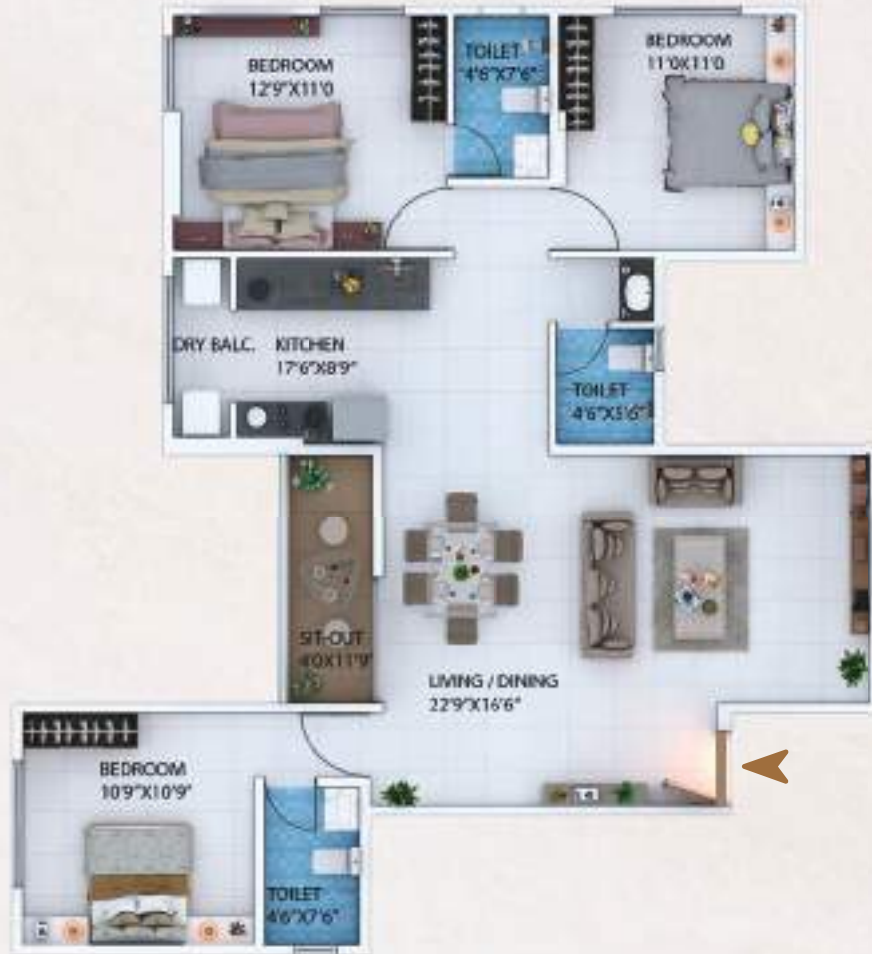 BEDROOM
12'9"X11'0
TOILET
4'6"X7'6"
BEDROOM
11'0X11'0
DRY BALC.
KITCHEN
17'6"X8'9"
TOILET
4'6"X5'6"
SIT-OUT
4'0X11'9"
LIVING / DINING
22'9"X16'6"
BEDROOM
10'9"X10'9"
TOILET
4'6"X7'6"